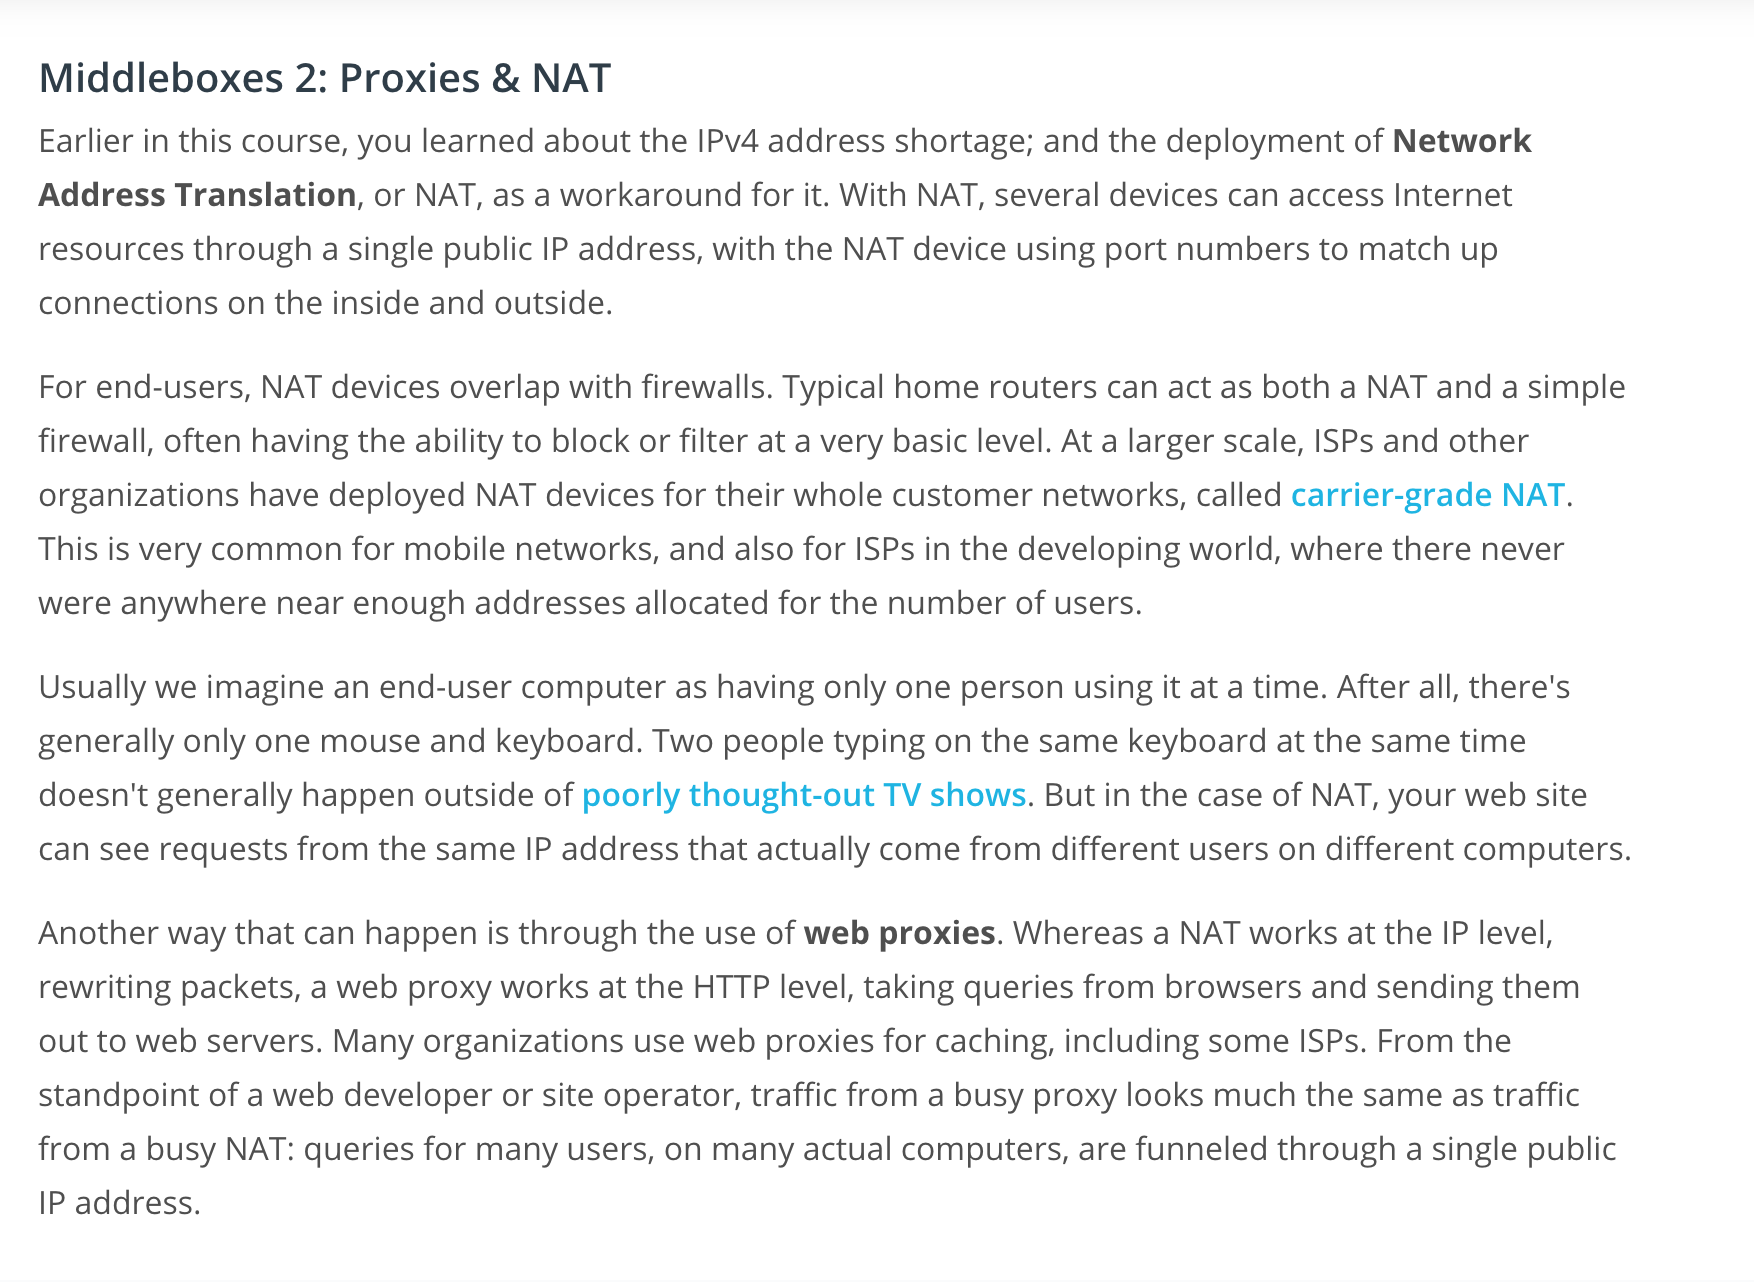 Middleboxes 2: Proxies & NAT
Earlier in this course, you learned about the IPv4 address shortage; and the deployment of Network
Address Translation, or NAT, as a workaround for it. With NAT, several devices can access Internet
resources through a single public IP address, with the NAT device using port numbers to match up
connections on the inside and outside.
For end-users, NAT devices overlap with firewalls. Typical home routers can act as both a NAT and a simple
firewall, often having the ability to block or filter at a very basic level. At a larger scale, ISPs and other
organizations have deployed NAT devices for their whole customer networks, called carrier-grade NAT.
This is very common for mobile networks, and also for ISPs in the developing world, where there never
were anywhere near enough addresses allocated for the number of users.
Usually we imagine an end-user computer as having only one person using it at a time. After all, there's
generally only one mouse and keyboard. Two people typing on the same keyboard at the same time
doesn't generally happen outside of poorly thought-out TV shows. But in the case of NAT, your web site
can see requests from the same IP address that actually come from different users on different computers.
Another way that can happen is through the use of web proxies. Whereas a NAT works at the IP level,
rewriting packets, a web proxy works at the HTTP level, taking queries from browsers and sending them
out to web servers. Many organizations use web proxies for caching, including some ISPs. From the
standpoint of a web developer or site operator, traffic from a busy proxy looks much the same as traffic
from a busy NAT: queries for many users, on many actual computers, are funneled through a single public
IP address.